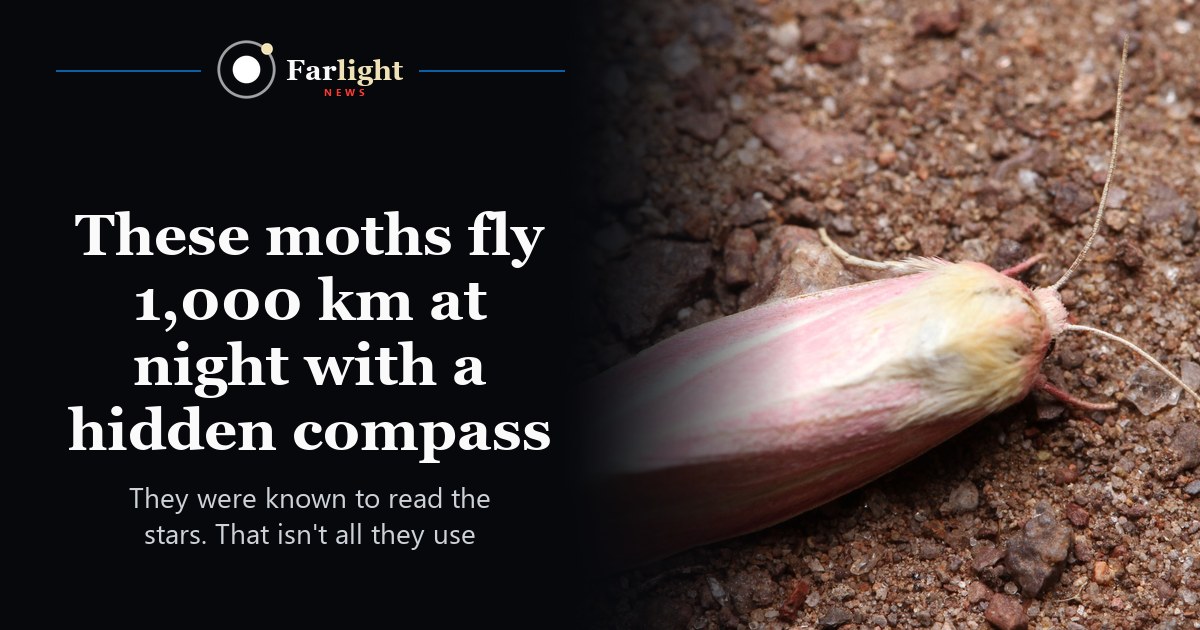 Farlight
NEWS
These moths fly
1,000 km at
night with a
hidden compass
They were known to read the
stars. That isn't all they use